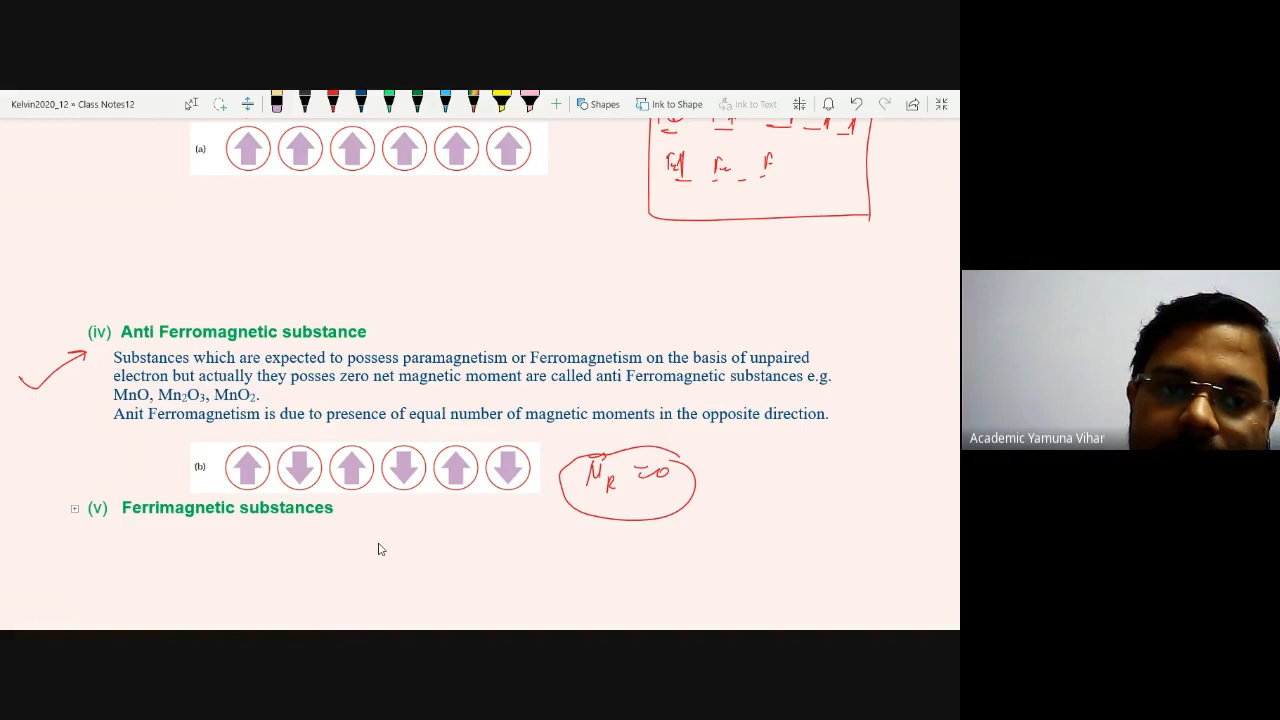 Kelvin2020_12 » Class Notes12
Shapes
Ink to Shape
Ink to Text
(a)
Fe Fe F
(iv) Anti Ferromagnetic substance
Substances which are expected to possess paramagnetism or Ferromagnetism on the basis of unpaired
electron but actually they posses zero net magnetic moment are called anti Ferromagnetic substances e.g.
MnO, Mn₂O₃, MnO₂.
Anit Ferromagnetism is due to presence of equal number of magnetic moments in the opposite direction.
(b)
(v) Ferrimagnetic substances
Academic Yamuna Vihar